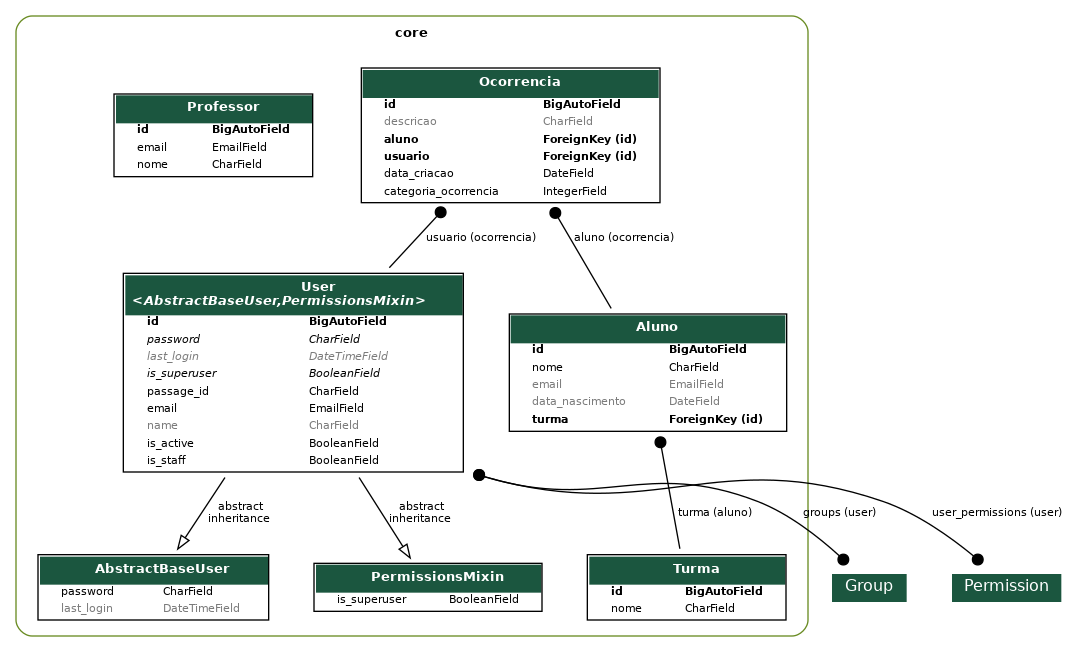 core
Professor
id BigAutoField
email EmailField
nome CharField
Ocorrencia
id BigAutoField
descricao CharField
aluno ForeignKey (id)
usuario ForeignKey (id)
data_criacao DateField
categoria_ocorrencia IntegerField
usuario (ocorrencia)
aluno (ocorrencia)
User
<AbstractBaseUser,PermissionsMixin>
id BigAutoField
password CharField
last_login DateTimeField
is_superuser BooleanField
passage_id CharField
email EmailField
name CharField
is_active BooleanField
is_staff BooleanField
Aluno
id BigAutoField
nome CharField
email EmailField
data_nascimento DateField
turma ForeignKey (id)
abstract
inheritance
abstract
inheritance
turma (aluno)
groups (user)
user_permissions (user)
AbstractBaseUser
password CharField
last_login DateTimeField
PermissionsMixin
is_superuser BooleanField
Turma
id BigAutoField
nome CharField
Group
Permission